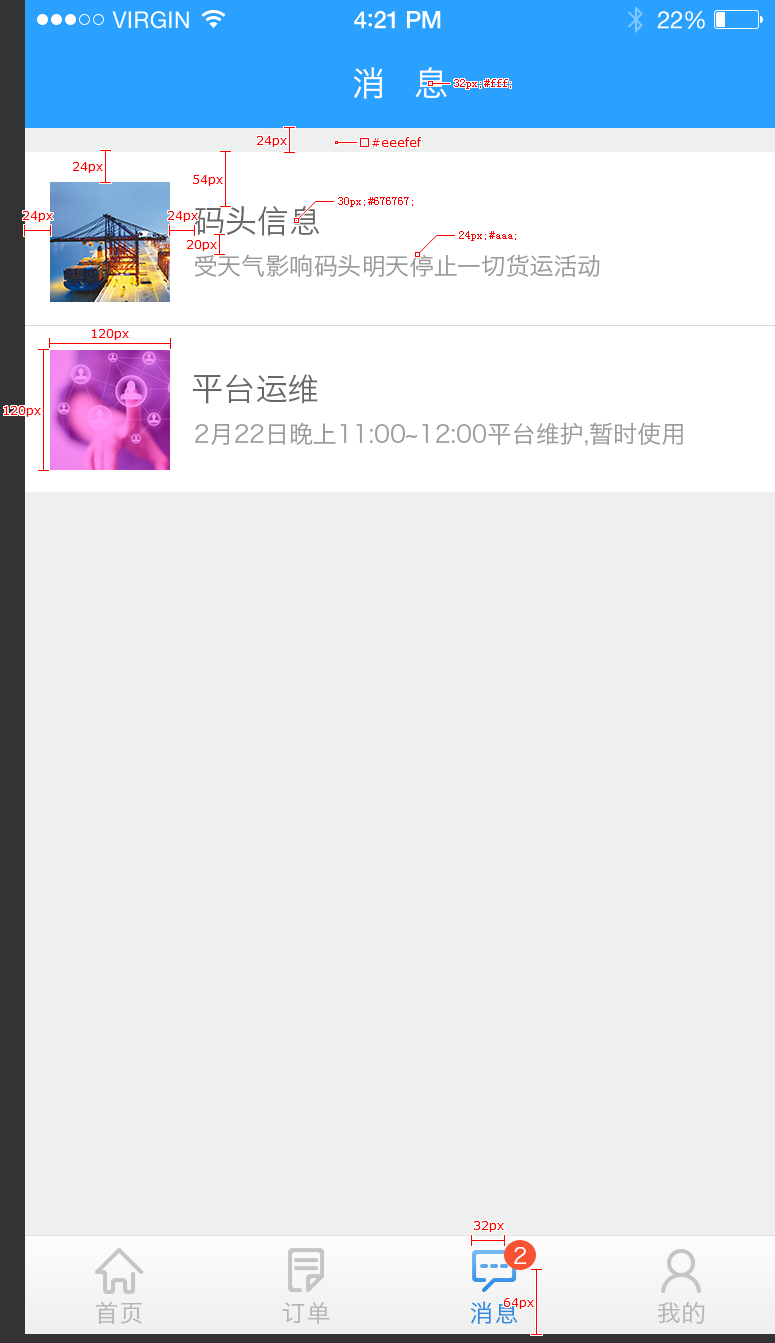 VIRGIN 4:21 PM 22%
消 息
32px;#fff;
24px
#eeefef
24px
54px
24px
24px
30px;#676767;
码头信息
20px
24px;#aaa;
受天气影响码头明天停止一切货运活动
120px
120px
平台运维
2月22日晚上11:00~12:00平台维护,暂时使用
32px
2
64px
首页 订单 消息 我的